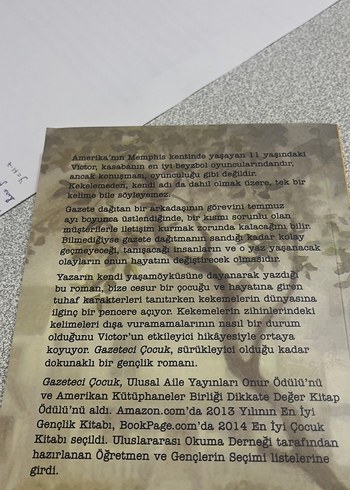 Amerika'nın Memphis kentinde yaşayan 11 yaşındaki
Victor, kasabanın en iyi beyzbol oyuncularındandır,
ancak konuşması, oyunculuğu gibi değildir.
Kekelemeden, kendi adı da dahil olmak üzere, tek bir
kelime bile söyleyemez.
Gazete dağıtan bir arkadaşının görevini temmuz
ayı boyunca üstlendiğinde, bir kısmı sorunlu olan
müşterilerle iletişim kurmak zorunda kalacağını bilir.
Bilmediğiyse gazete dağıtmanın sandığı kadar kolay
geçmeyeceği, tanışacağı insanların ve o yaz yaşanacak
olayların onun hayatını değiştirecek olmasıdır.
Yazarın kendi yaşamöyküsüne dayanarak yazdığı
bu roman, bize cesur bir çocuğu ve hayatına giren
tuhaf karakterleri tanıtırken kekemelerin dünyasına
ilginç bir pencere açıyor. Kekemelerin zihinlerindeki
kelimeleri dışa vuramamalarının nasıl bir durum
olduğunu Victor'un etkileyici hikâyesiyle ortaya
koyuyor. Gazeteci Çocuk, sürükleyici olduğu kadar
dokunaklı bir gençlik romanı.
Gazeteci Çocuk, Ulusal Aile Yayınları Onur Ödülü'nü
ve Amerikan Kütüphaneler Birliği Dikkate Değer Kitap
Ödülü'nü aldı. Amazon.com'da 2013 Yılının En İyi
Gençlik Kitabı, BookPage.com'da 2014 En İyi Çocuk
Kitabı seçildi. Uluslararası Okuma Derneği tarafından
hazırlanan Öğretmen ve Gençlerin Seçimi listelerine
girdi.